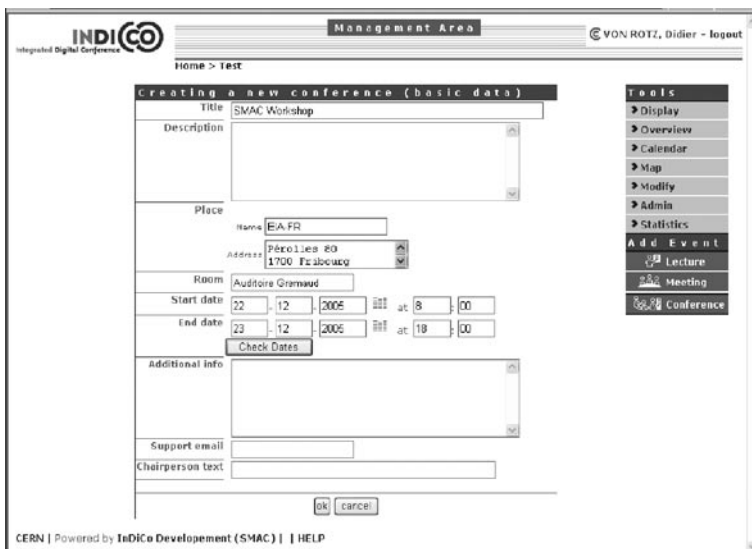 Management Area
INDICO
Integrated Digital Conference
VON ROTZ, Didier - logout
Home > Test
Creating a new conference (basic data)
Title SMAC Workshop
Description
Place
Name EIA-FR
Address Pérolles 80
1700 Fribourg
Room Auditoire Gremaud
Start date 22 - 12 - 2005 at 8 : 00
End date 23 - 12 - 2005 at 18 : 00
Check Dates
Additional info
Support email
Chairperson text
ok cancel
Tools
Display
Overview
Calendar
Map
Modify
Admin
Statistics
Add Event
Lecture
Meeting
Conference
CERN | Powered by InDiCo Developement (SMAC) | | HELP